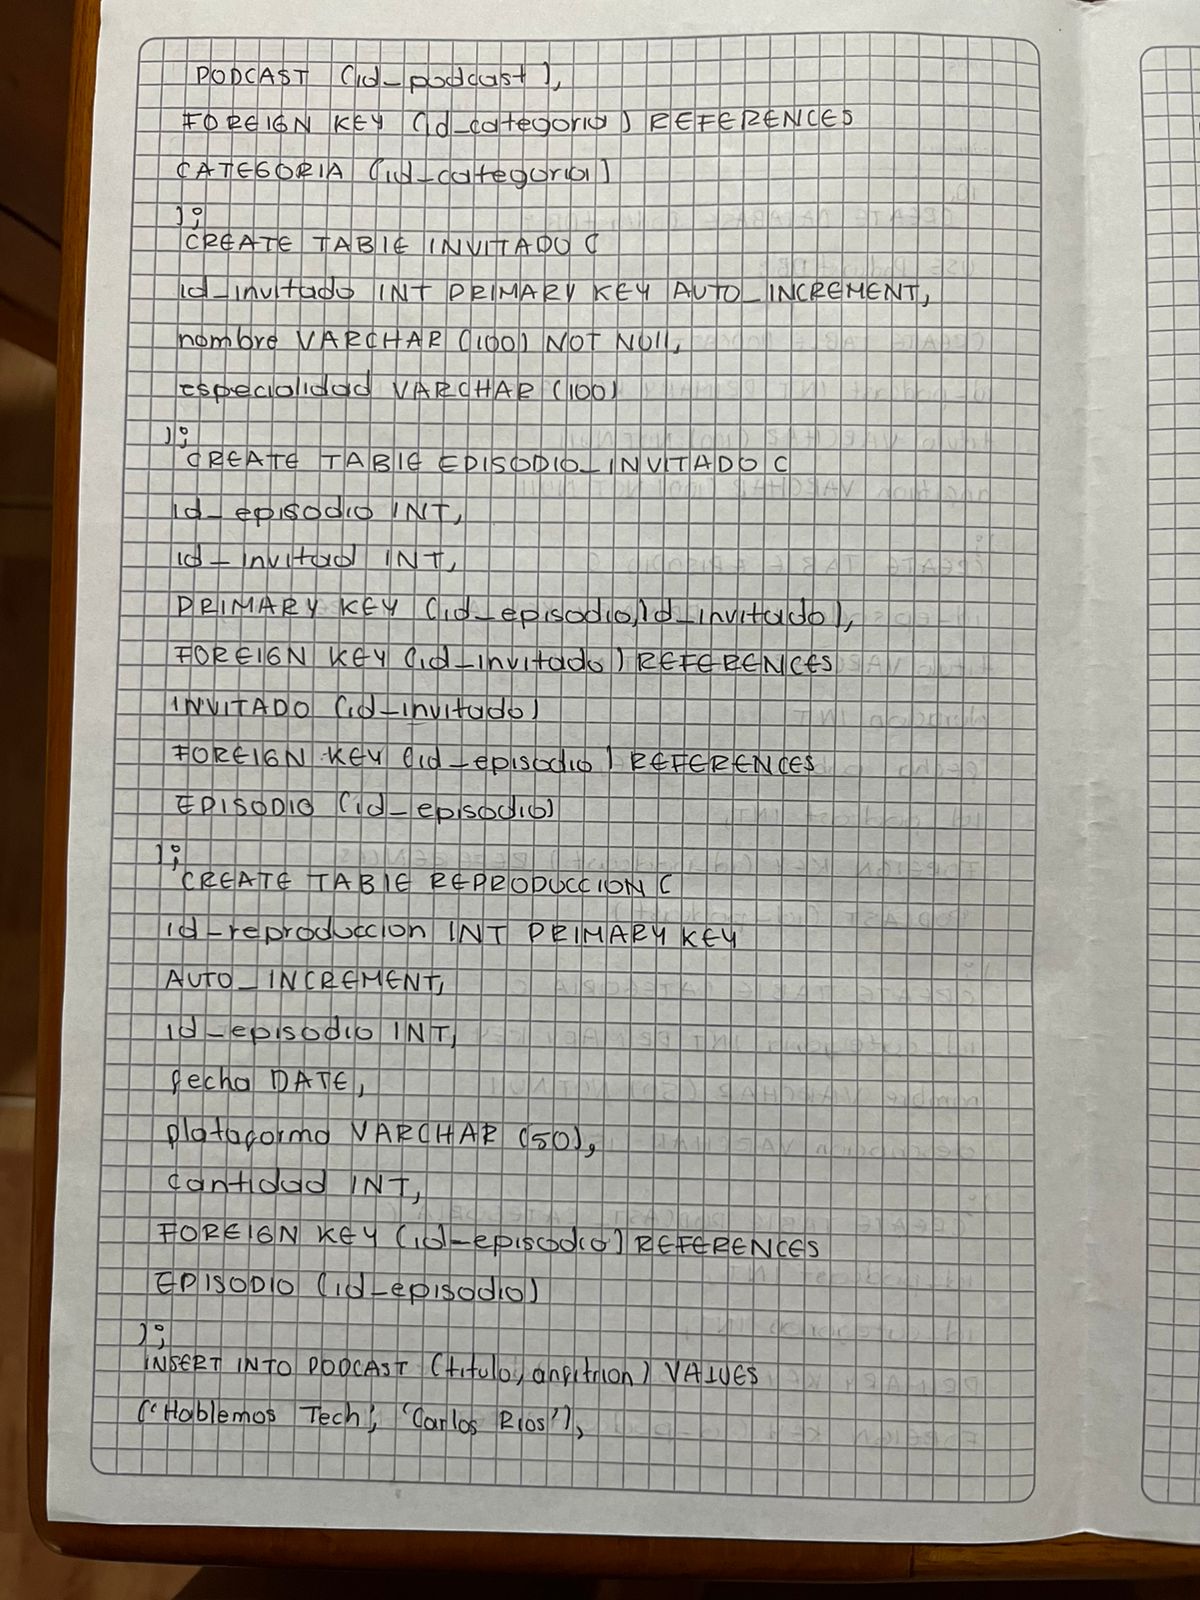 PODCAST (id_podcast),
FOREIGN KEY (id_categoria) REFERENCES
CATEGORIA (id_categoria)
);
CREATE TABLE INVITADO (
id_invitado INT PRIMARY KEY AUTO_INCREMENT,
nombre VARCHAR (100) NOT NULL,
especialidad VARCHAR (100)
);
CREATE TABLE EPISODIO_INVITADO (
id_episodio INT,
id_invitad INT,
PRIMARY KEY (id_episodio, id_invitado),
FOREIGN KEY (id_invitado) REFERENCES
INVITADO (id_invitado)
FOREIGN KEY (id_episodio) REFERENCES
EPISODIO (id_episodio)
);
CREATE TABLE REPRODUCCION (
id_reproduccion INT PRIMARY KEY
AUTO_INCREMENT,
id_episodio INT,
fecha DATE,
plataforma VARCHAR (50),
cantidad INT,
FOREIGN KEY (id_episodio) REFERENCES
EPISODIO (id_episodio)
);
INSERT INTO PODCAST (titulo, anfitrion) VALUES
('Hablemos Tech', 'Carlos Rios'),